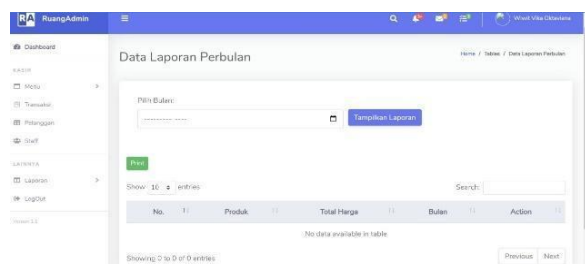 RA RuangAdmin
Wiwit Vika Oktaviana
Dashboard
Data Laporan Perbulan
Home / Tables / Data Laporan Perbulan
KASIR
Menu
Transaksi
Pelanggan
Staff
Pilih Bulan:
Tampilkan Laporan
LAINNYA
Laporan
LogOut
Print
Show 10 entries
Search:
No. Produk Total Harga Bulan Action
No data available in table
Showing 0 to 0 of 0 entries
Previous Next